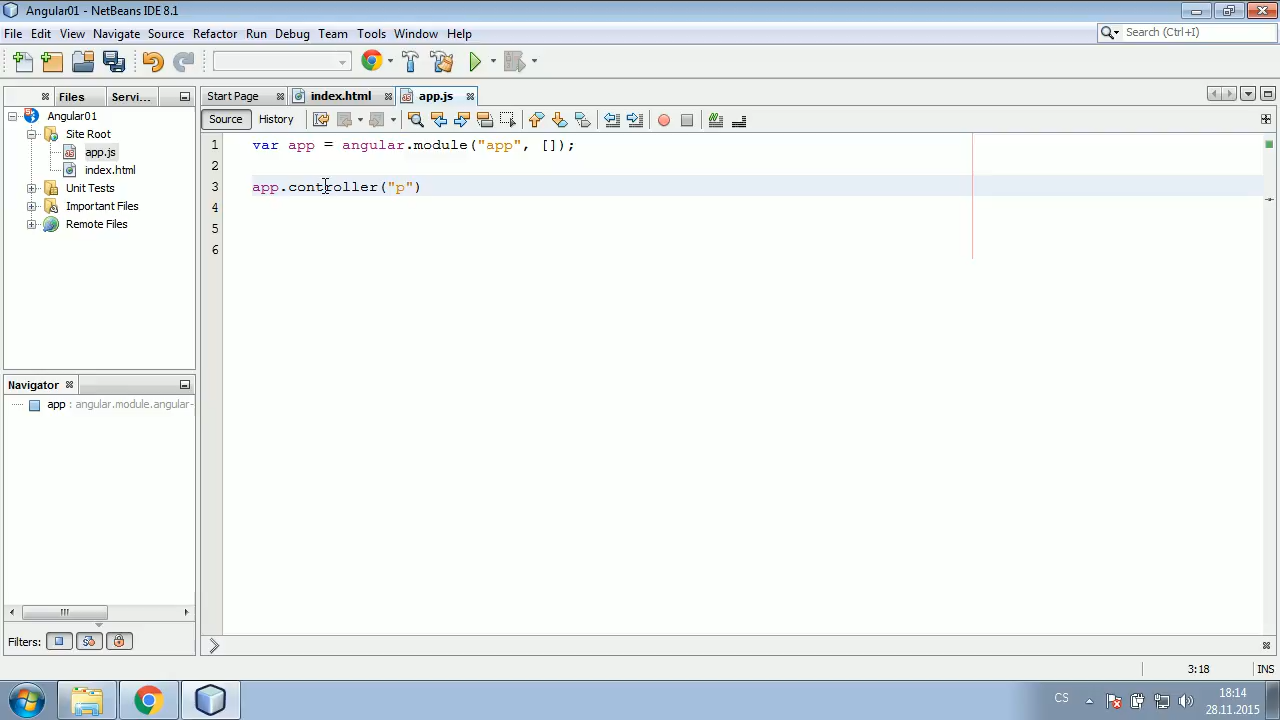 Angular01 - NetBeans IDE 8.1
File Edit View Navigate Source Refactor Run Debug Team Tools Window Help
Search (Ctrl+I)
Files Servi...
Start Page index.html app.js
Angular01
Source History
Site Root
app.js
index.html
Unit Tests
Important Files
Remote Files
1 var app = angular.module("app", []);
2
3 app.controller("p")
4
5
6
Navigator
app : angular.module.angular-
Filters:
3:18 INS
CS
18:14
28.11.2015